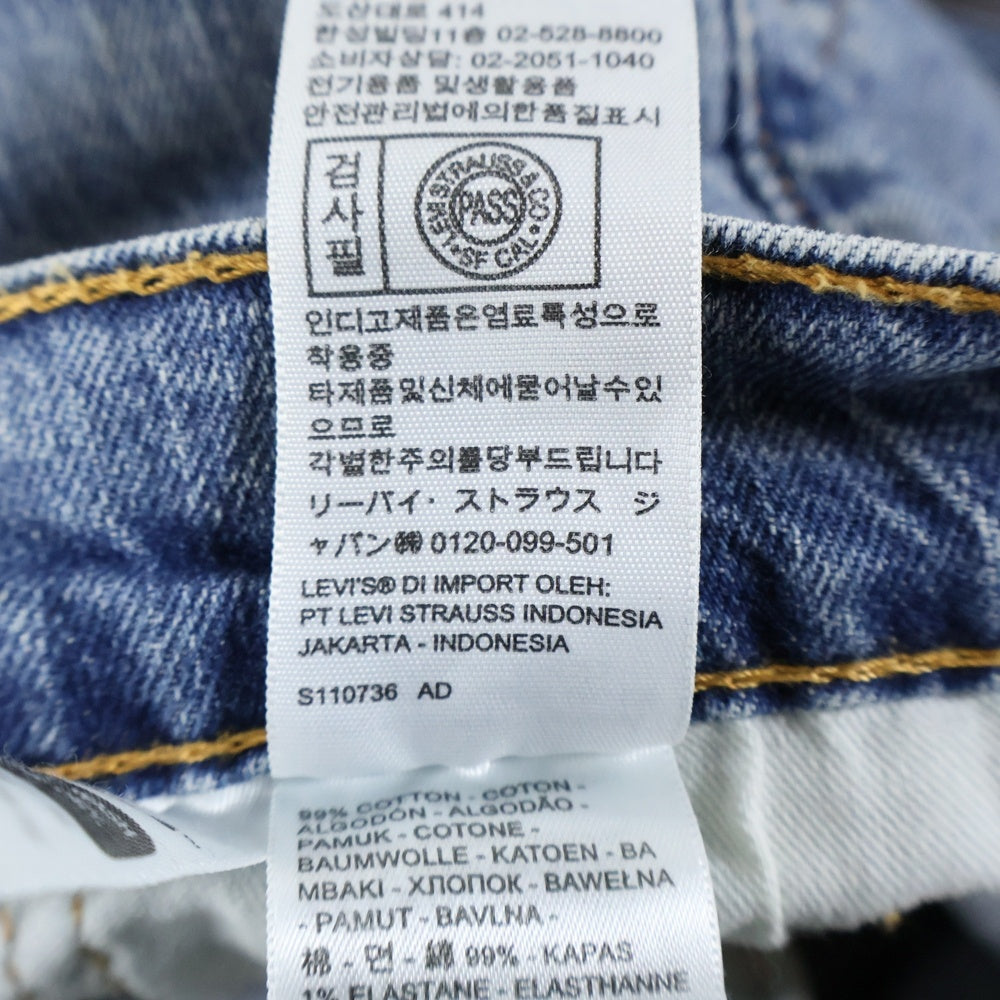 도산대로 414
한성빌딩11층 02-528-8800
소비자상담: 02-2051-1040
전기용품 및생활용품
안전관리법에의한품질표시
검사필
LEVI STRAUSS & CO
PASS
SF CAL
인디고제품은염료특성으로
착용중
타제품및신체에묻어날수있
으므로
각별한주의를당부드립니다
リーバイ・ストラウス ジ
ャパン㈱ 0120-099-501
LEVI'S® DI IMPORT OLEH:
PT LEVI STRAUSS INDONESIA
JAKARTA - INDONESIA
S110736 AD
99% COTTON - COTON -
ALGODÓN - ALGODÃO -
PAMUK - COTONE -
BAUMWOLLE - KATOEN - BA
MBAKI - ХЛОПОК - BAWEŁNA
- PAMUT - BAVLNA -
棉 - 면 - 綿 99% - KAPAS
1% ELASTANE - ELASTHANNE